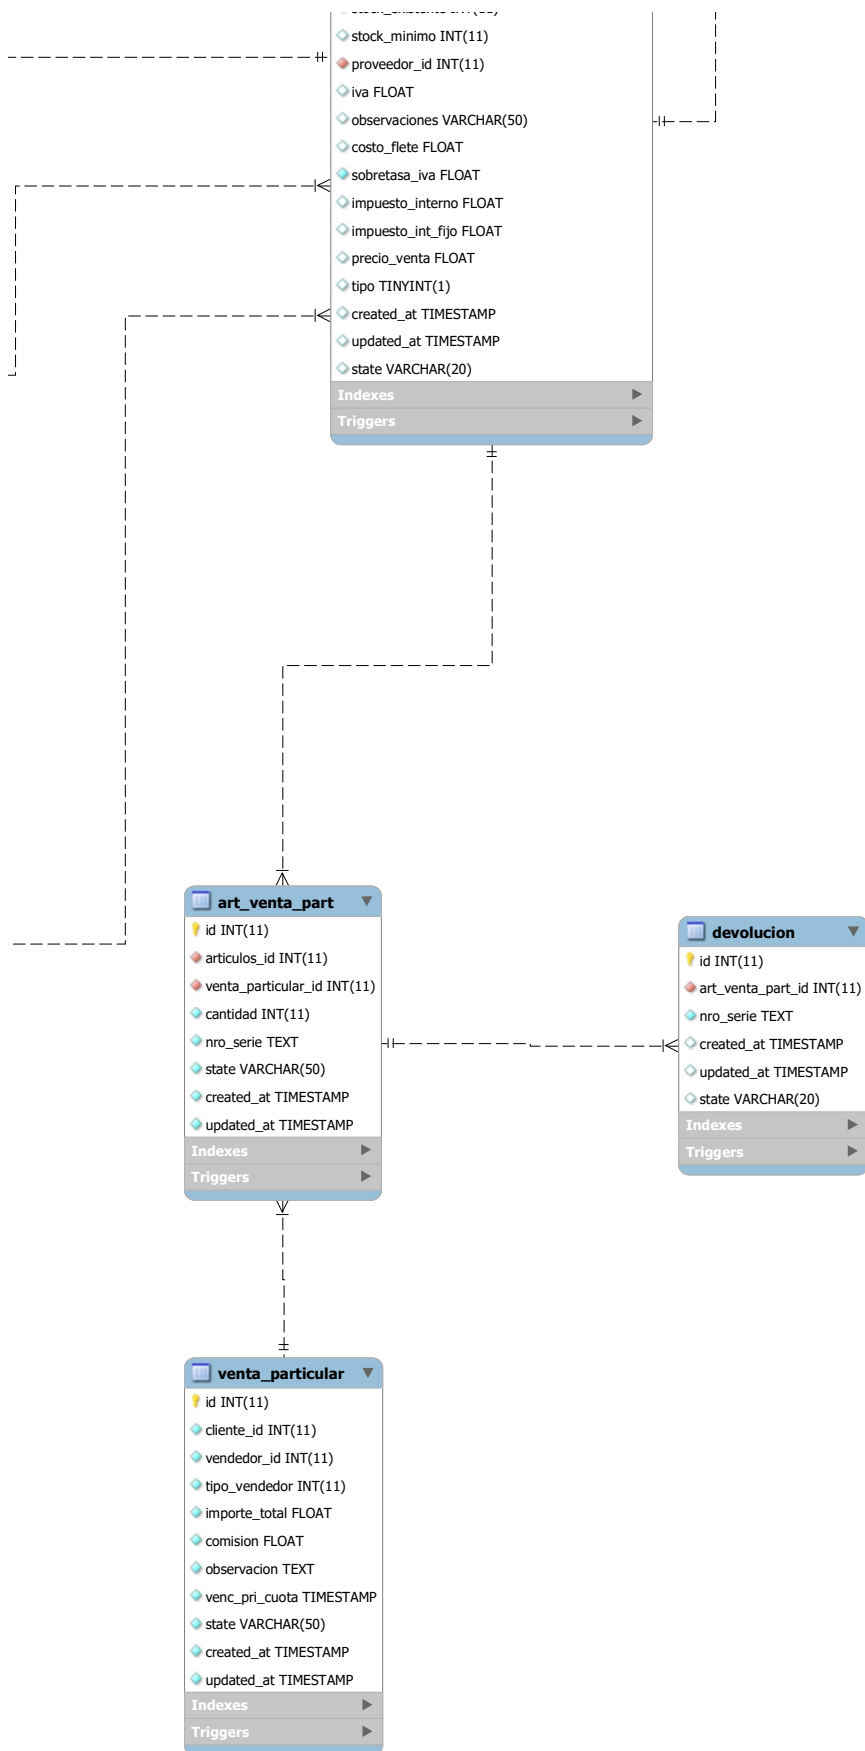 stock_minimo INT(11)
proveedor_id INT(11)
iva FLOAT
observaciones VARCHAR(50)
costo_flete FLOAT
sobretasa_iva FLOAT
impuesto_interno FLOAT
impuesto_int_fijo FLOAT
precio_venta FLOAT
tipo TINYINT(1)
created_at TIMESTAMP
updated_at TIMESTAMP
state VARCHAR(20)
Indexes
Triggers
art_venta_part
id INT(11)
articulos_id INT(11)
venta_particular_id INT(11)
cantidad INT(11)
nro_serie TEXT
state VARCHAR(50)
created_at TIMESTAMP
updated_at TIMESTAMP
Indexes
Triggers
devolucion
id INT(11)
art_venta_part_id INT(11)
nro_serie TEXT
created_at TIMESTAMP
updated_at TIMESTAMP
state VARCHAR(20)
Indexes
Triggers
venta_particular
id INT(11)
cliente_id INT(11)
vendedor_id INT(11)
tipo_vendedor INT(11)
importe_total FLOAT
comision FLOAT
observacion TEXT
venc_pri_cuota TIMESTAMP
state VARCHAR(50)
created_at TIMESTAMP
updated_at TIMESTAMP
Indexes
Triggers